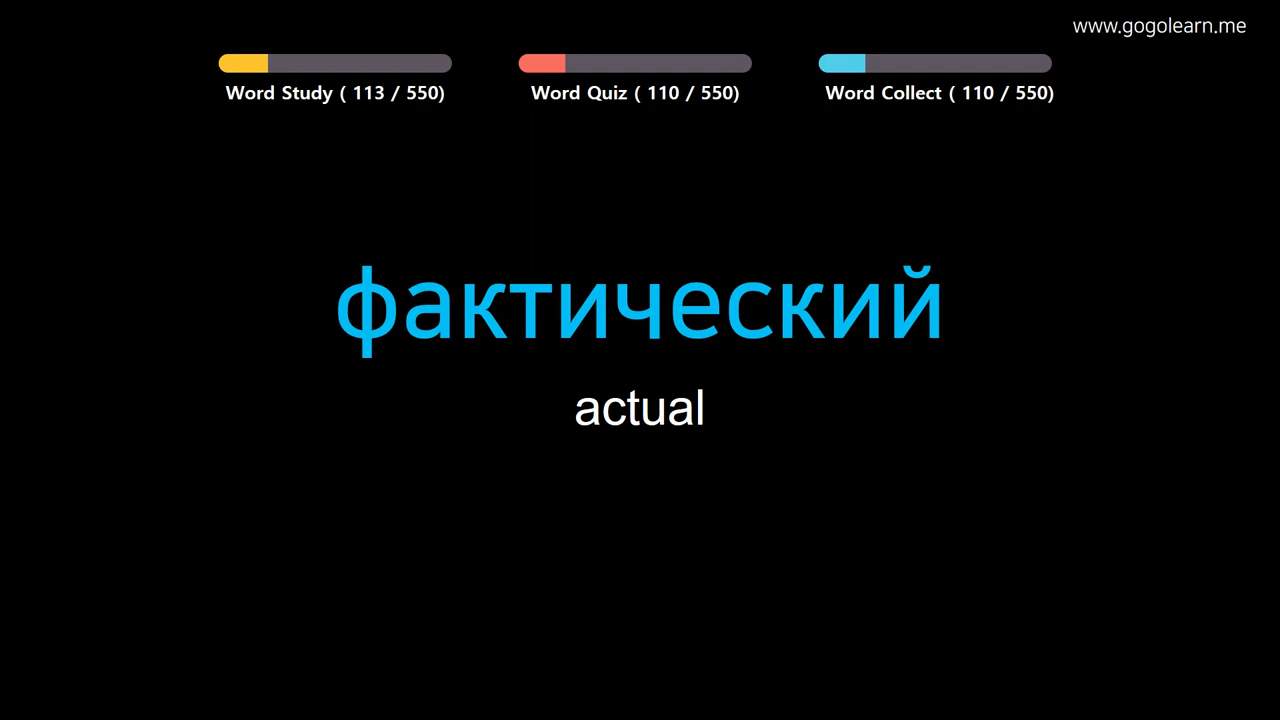 www.gogolearn.me
Word Study ( 113 / 550)
Word Quiz ( 110 / 550)
Word Collect ( 110 / 550)
фактический
actual